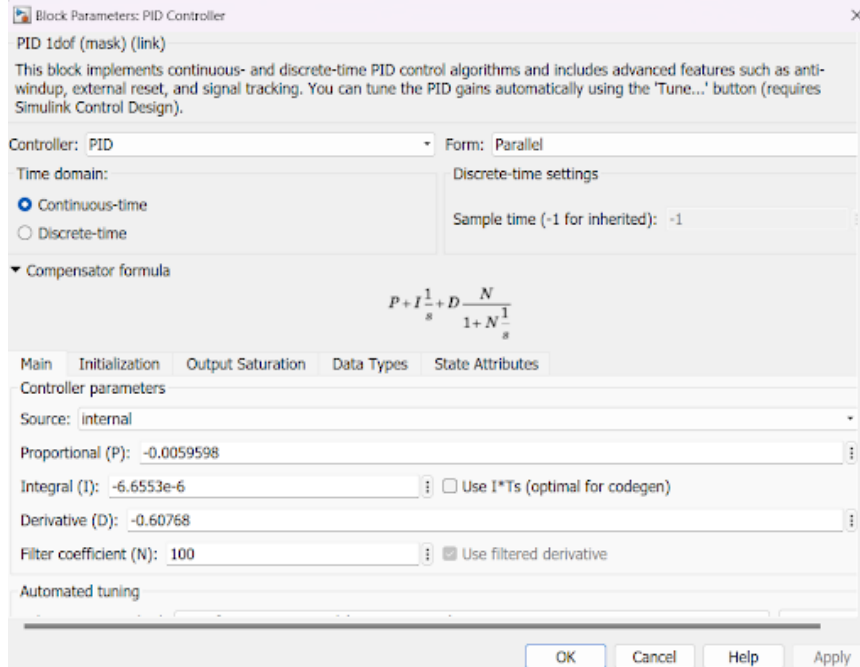 Block Parameters: PID Controller
PID 1dof (mask) (link)
This block implements continuous- and discrete-time PID control algorithms and includes advanced features such as anti-
windup, external reset, and signal tracking. You can tune the PID gains automatically using the 'Tune...' button (requires
Simulink Control Design).
Controller: PID Form: Parallel
Time domain: Discrete-time settings
Continuous-time
Sample time (-1 for inherited): -1
Discrete-time
Compensator formula
P + I 1/s + D N/(1 + N 1/s)
Main Initialization Output Saturation Data Types State Attributes
Controller parameters
Source: internal
Proportional (P): -0.0059598
Integral (I): -6.6553e-6 Use I*Ts (optimal for codegen)
Derivative (D): -0.60768
Filter coefficient (N): 100 Use filtered derivative
Automated tuning
OK Cancel Help Apply